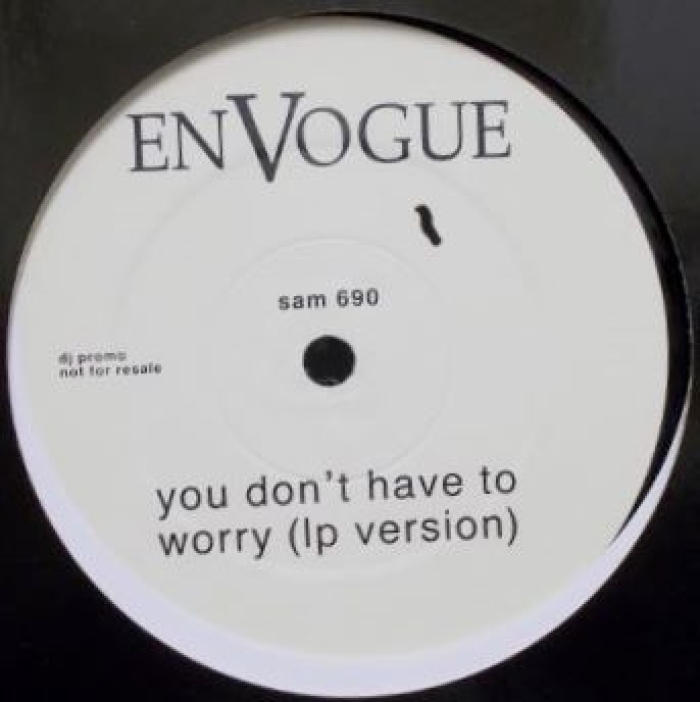 ENVOGUE
sam 690
dj promo
not for resale
you don't have to
worry (lp version)